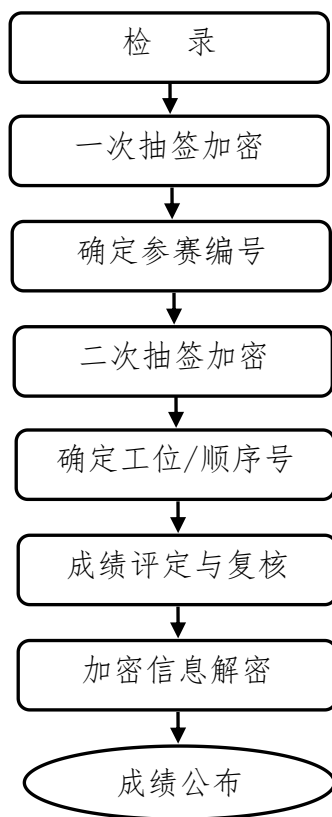 检 录
一次抽签加密
确定参赛编号
二次抽签加密
确定工位/顺序号
成绩评定与复核
加密信息解密
成绩公布